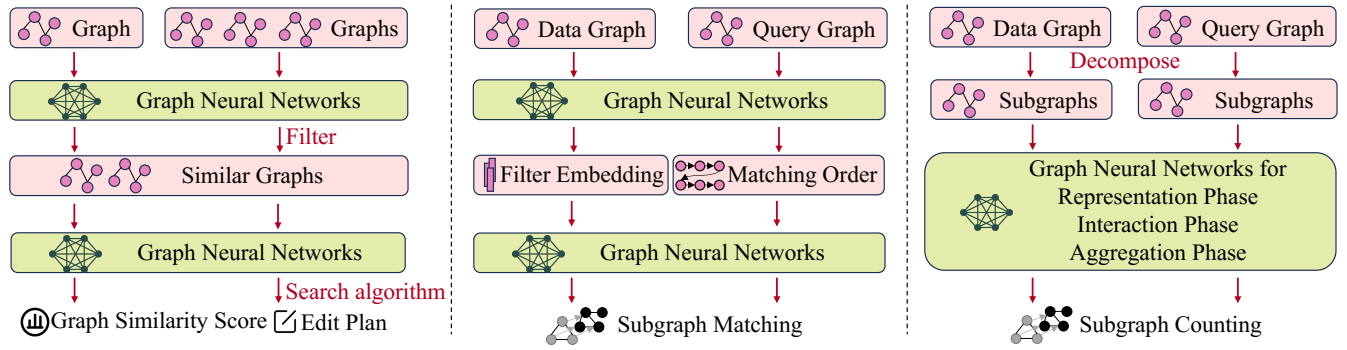 Graph
Graphs
Graph Neural Networks
Filter
Similar Graphs
Graph Neural Networks
Search algorithm
Graph Similarity Score
Edit Plan
Data Graph
Query Graph
Graph Neural Networks
Filter Embedding
Matching Order
Graph Neural Networks
Subgraph Matching
Data Graph
Query Graph
Decompose
Subgraphs
Subgraphs
Graph Neural Networks for
Representation Phase
Interaction Phase
Aggregation Phase
Subgraph Counting